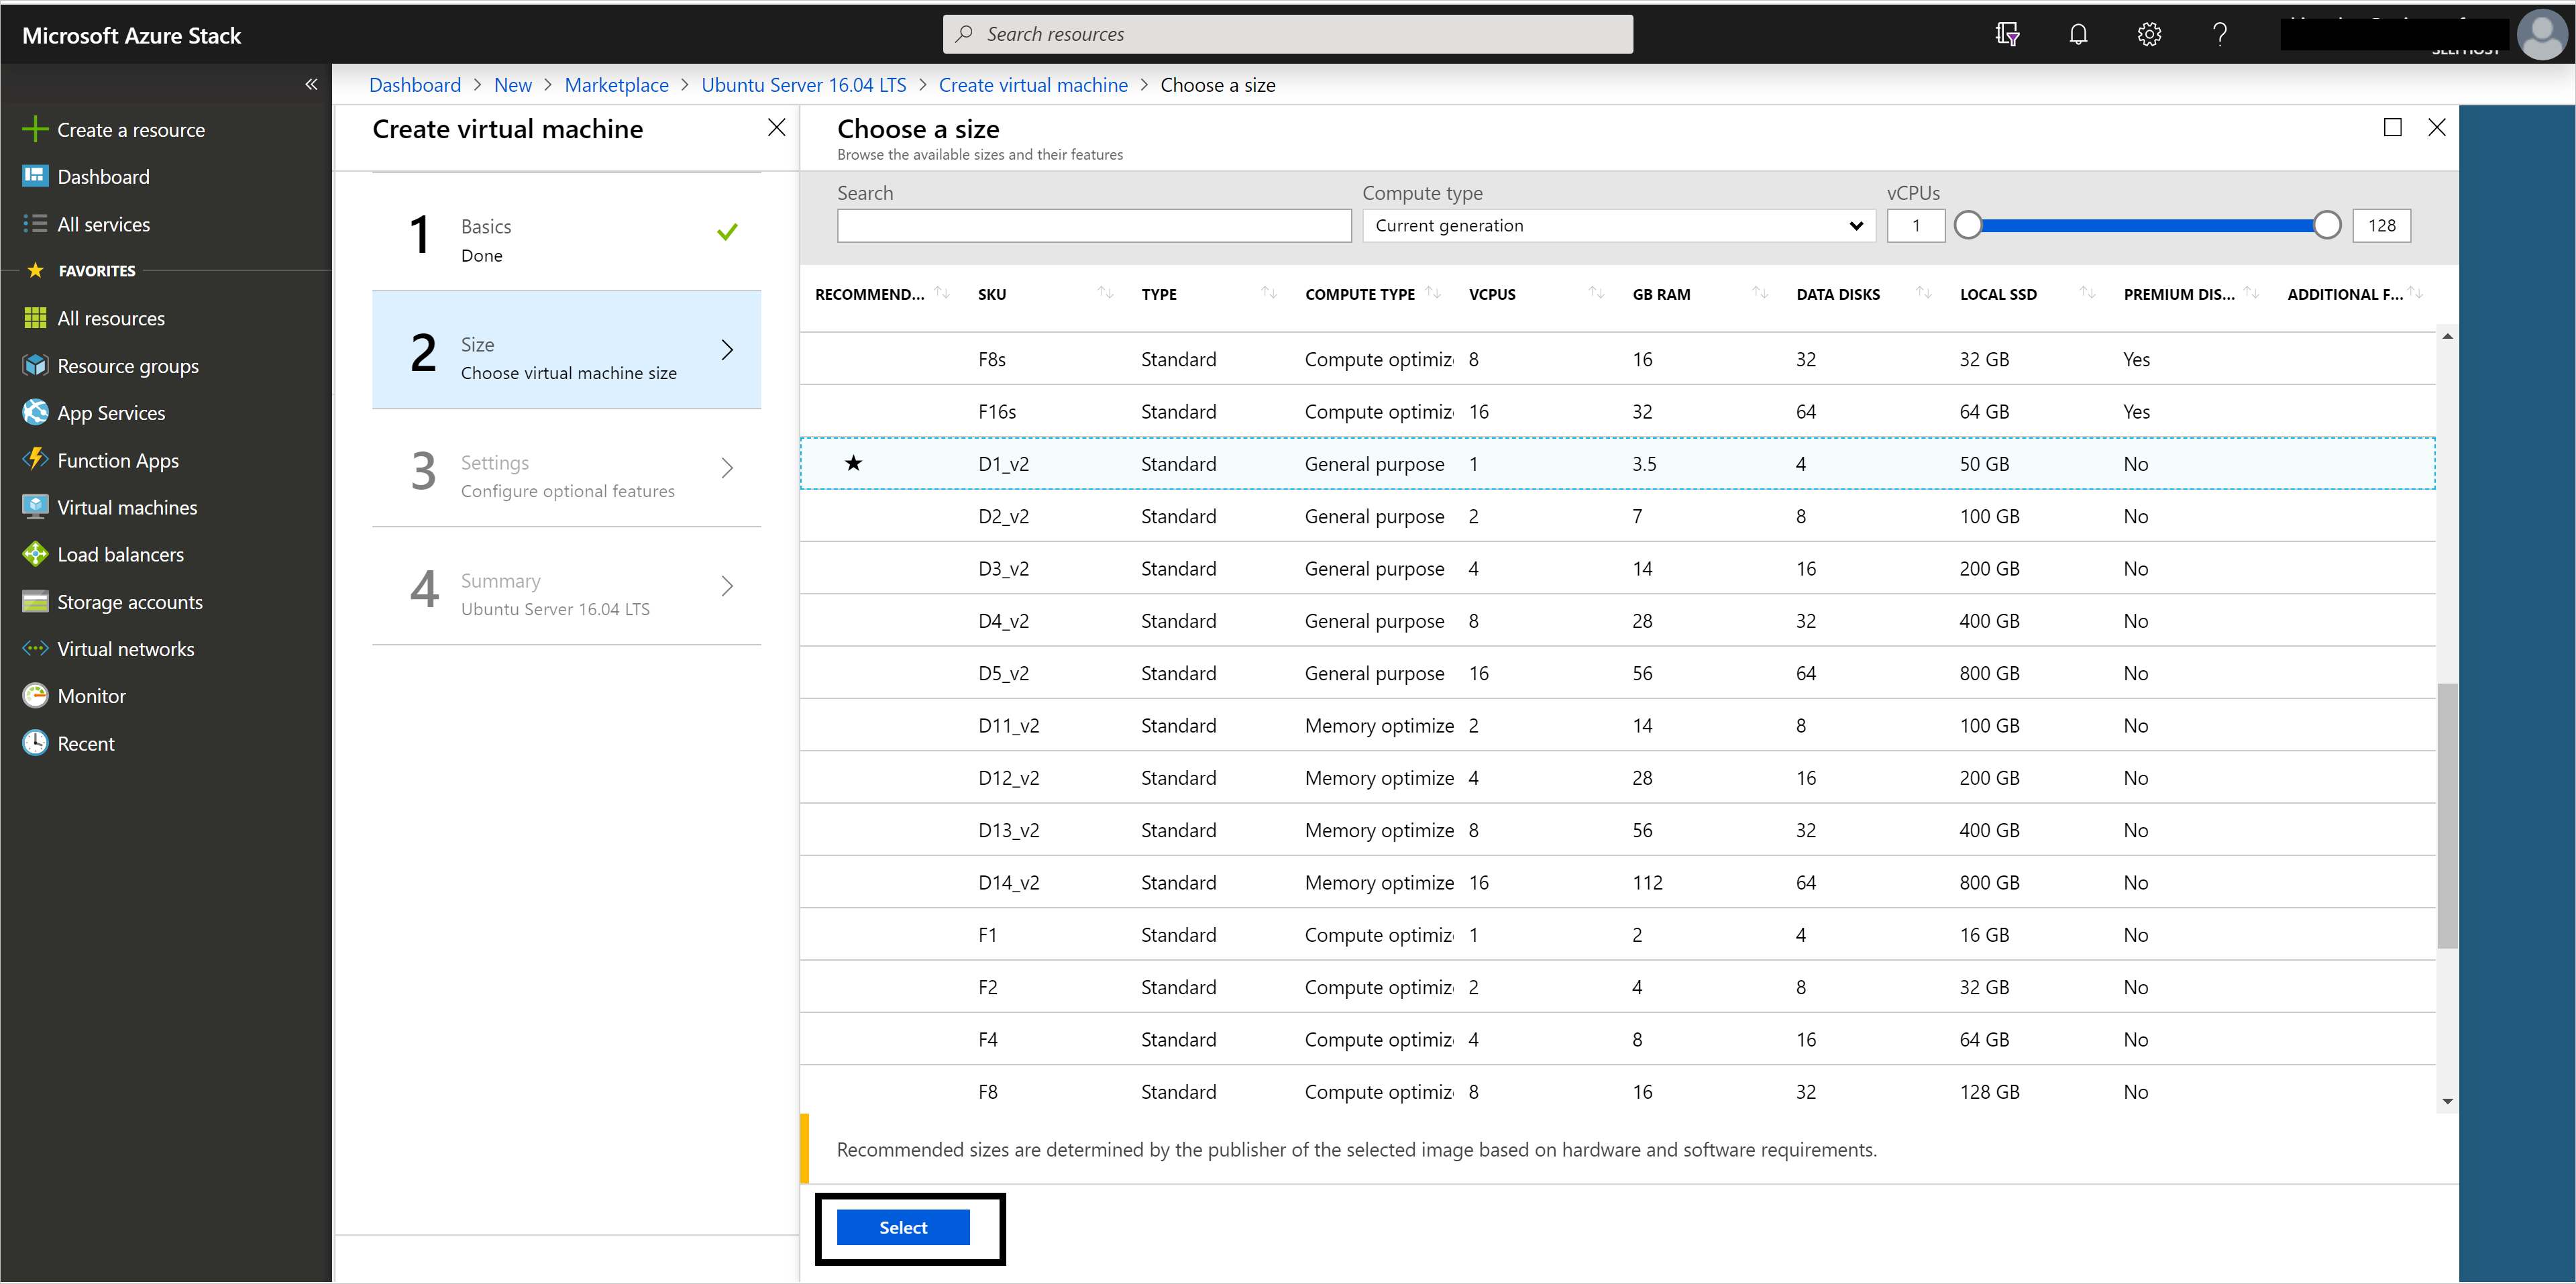 Microsoft Azure Stack
Search resources
Dashboard > New > Marketplace > Ubuntu Server 16.04 LTS > Create virtual machine > Choose a size
Create a resource
Dashboard
All services
FAVORITES
All resources
Resource groups
App Services
Function Apps
Virtual machines
Load balancers
Storage accounts
Virtual networks
Monitor
Recent
Create virtual machine
1 Basics
Done
2 Size
Choose virtual machine size
3 Settings
Configure optional features
4 Summary
Ubuntu Server 16.04 LTS
Choose a size
Browse the available sizes and their features
Search Compute type vCPUs
Current generation 1 128
RECOMMEND... SKU TYPE COMPUTE TYPE VCPUS GB RAM DATA DISKS LOCAL SSD PREMIUM DIS... ADDITIONAL F...
F8s Standard Compute optimiz 8 16 32 32 GB Yes
F16s Standard Compute optimiz 16 32 64 64 GB Yes
★ D1_v2 Standard General purpose 1 3.5 4 50 GB No
D2_v2 Standard General purpose 2 7 8 100 GB No
D3_v2 Standard General purpose 4 14 16 200 GB No
D4_v2 Standard General purpose 8 28 32 400 GB No
D5_v2 Standard General purpose 16 56 64 800 GB No
D11_v2 Standard Memory optimize 2 14 8 100 GB No
D12_v2 Standard Memory optimize 4 28 16 200 GB No
D13_v2 Standard Memory optimize 8 56 32 400 GB No
D14_v2 Standard Memory optimize 16 112 64 800 GB No
F1 Standard Compute optimiz 1 2 4 16 GB No
F2 Standard Compute optimiz 2 4 8 32 GB No
F4 Standard Compute optimiz 4 8 16 64 GB No
F8 Standard Compute optimiz 8 16 32 128 GB No
Recommended sizes are determined by the publisher of the selected image based on hardware and software requirements.
Select